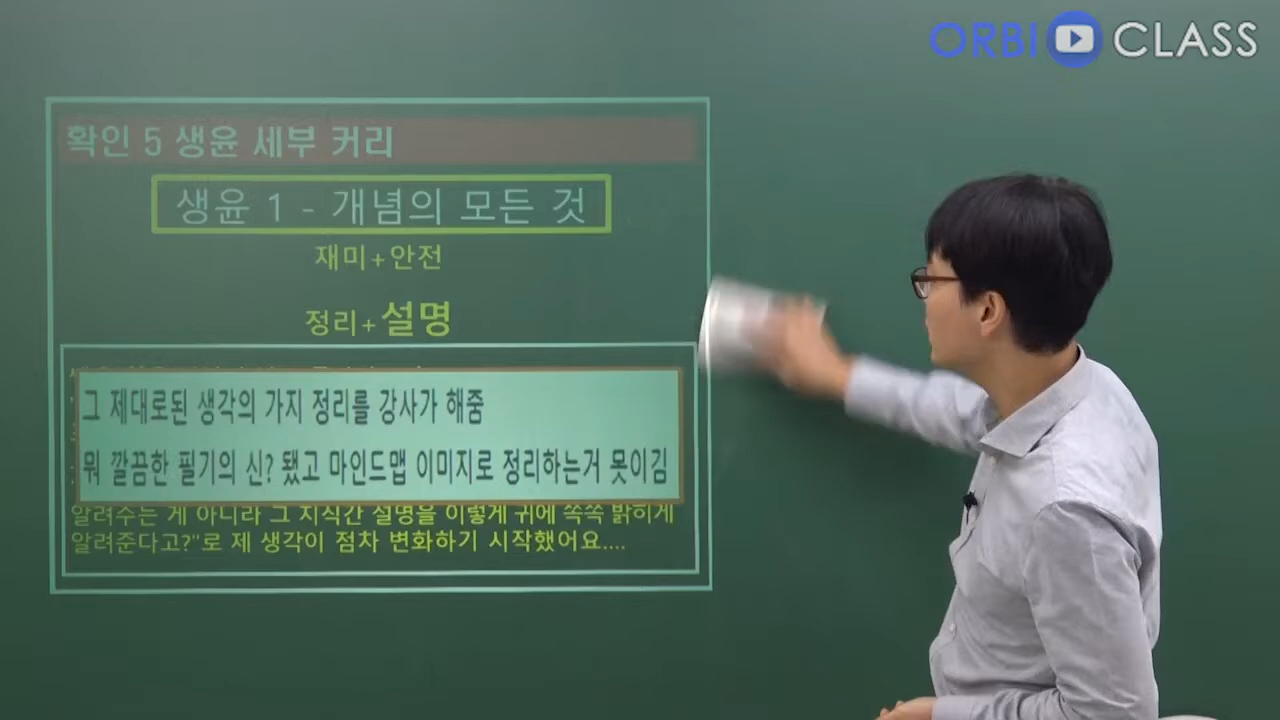 ORBI CLASS
확인 5 생윤 세부 커리
생윤 1 - 개념의 모든 것
재미+안전
정리+설명
그 제대로된 생각의 가지 정리를 강사가 해줌
뭐 깔끔한 필기의 신? 됐고 마인드맵 이미지로 정리하는거 못이김
알려주는 게 아니라 그 지식간 설명을 이렇게 귀에 쏙쏙 밝히게
알려준다고?"로 제 생각이 점차 변화하기 시작했어요....